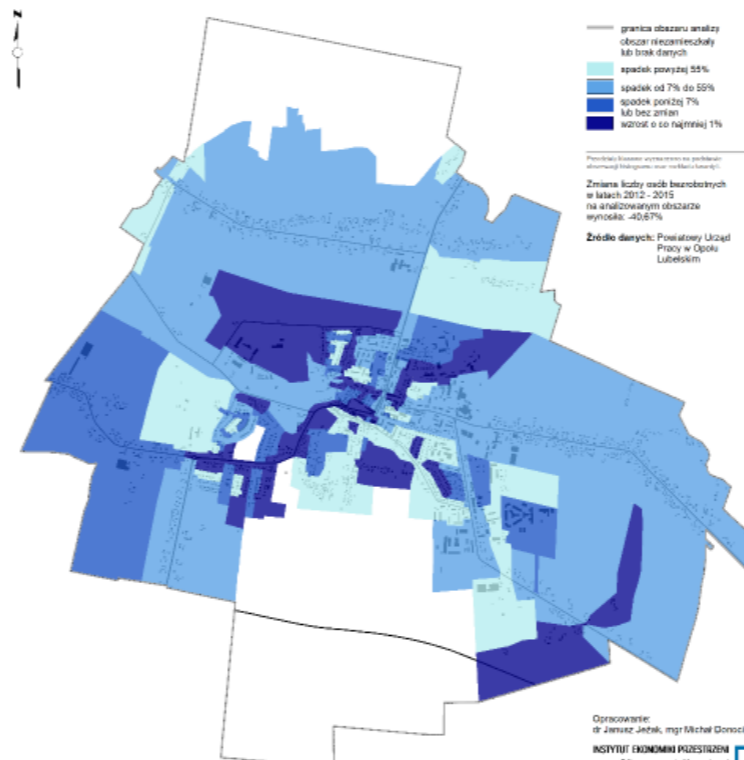 N
granica obszaru analizy
obszar niezamieszkały
lub brak danych
spadek powyżej 55%
spadek od 7% do 55%
spadek poniżej 7%
lub bez zmian
wzrost o co najmniej 1%
Zmiana liczby osób bezrobotnych
w latach 2012 - 2015
na analizowanym obszarze
wynosiła: -40,67%
Źródło danych: Powiatowy Urząd
Pracy w Opolu
Lubelskim
Opracowanie:
dr Janusz Jeżak, mgr Michał
INSTYTUT EKONOMIKI PRZESTRZENI